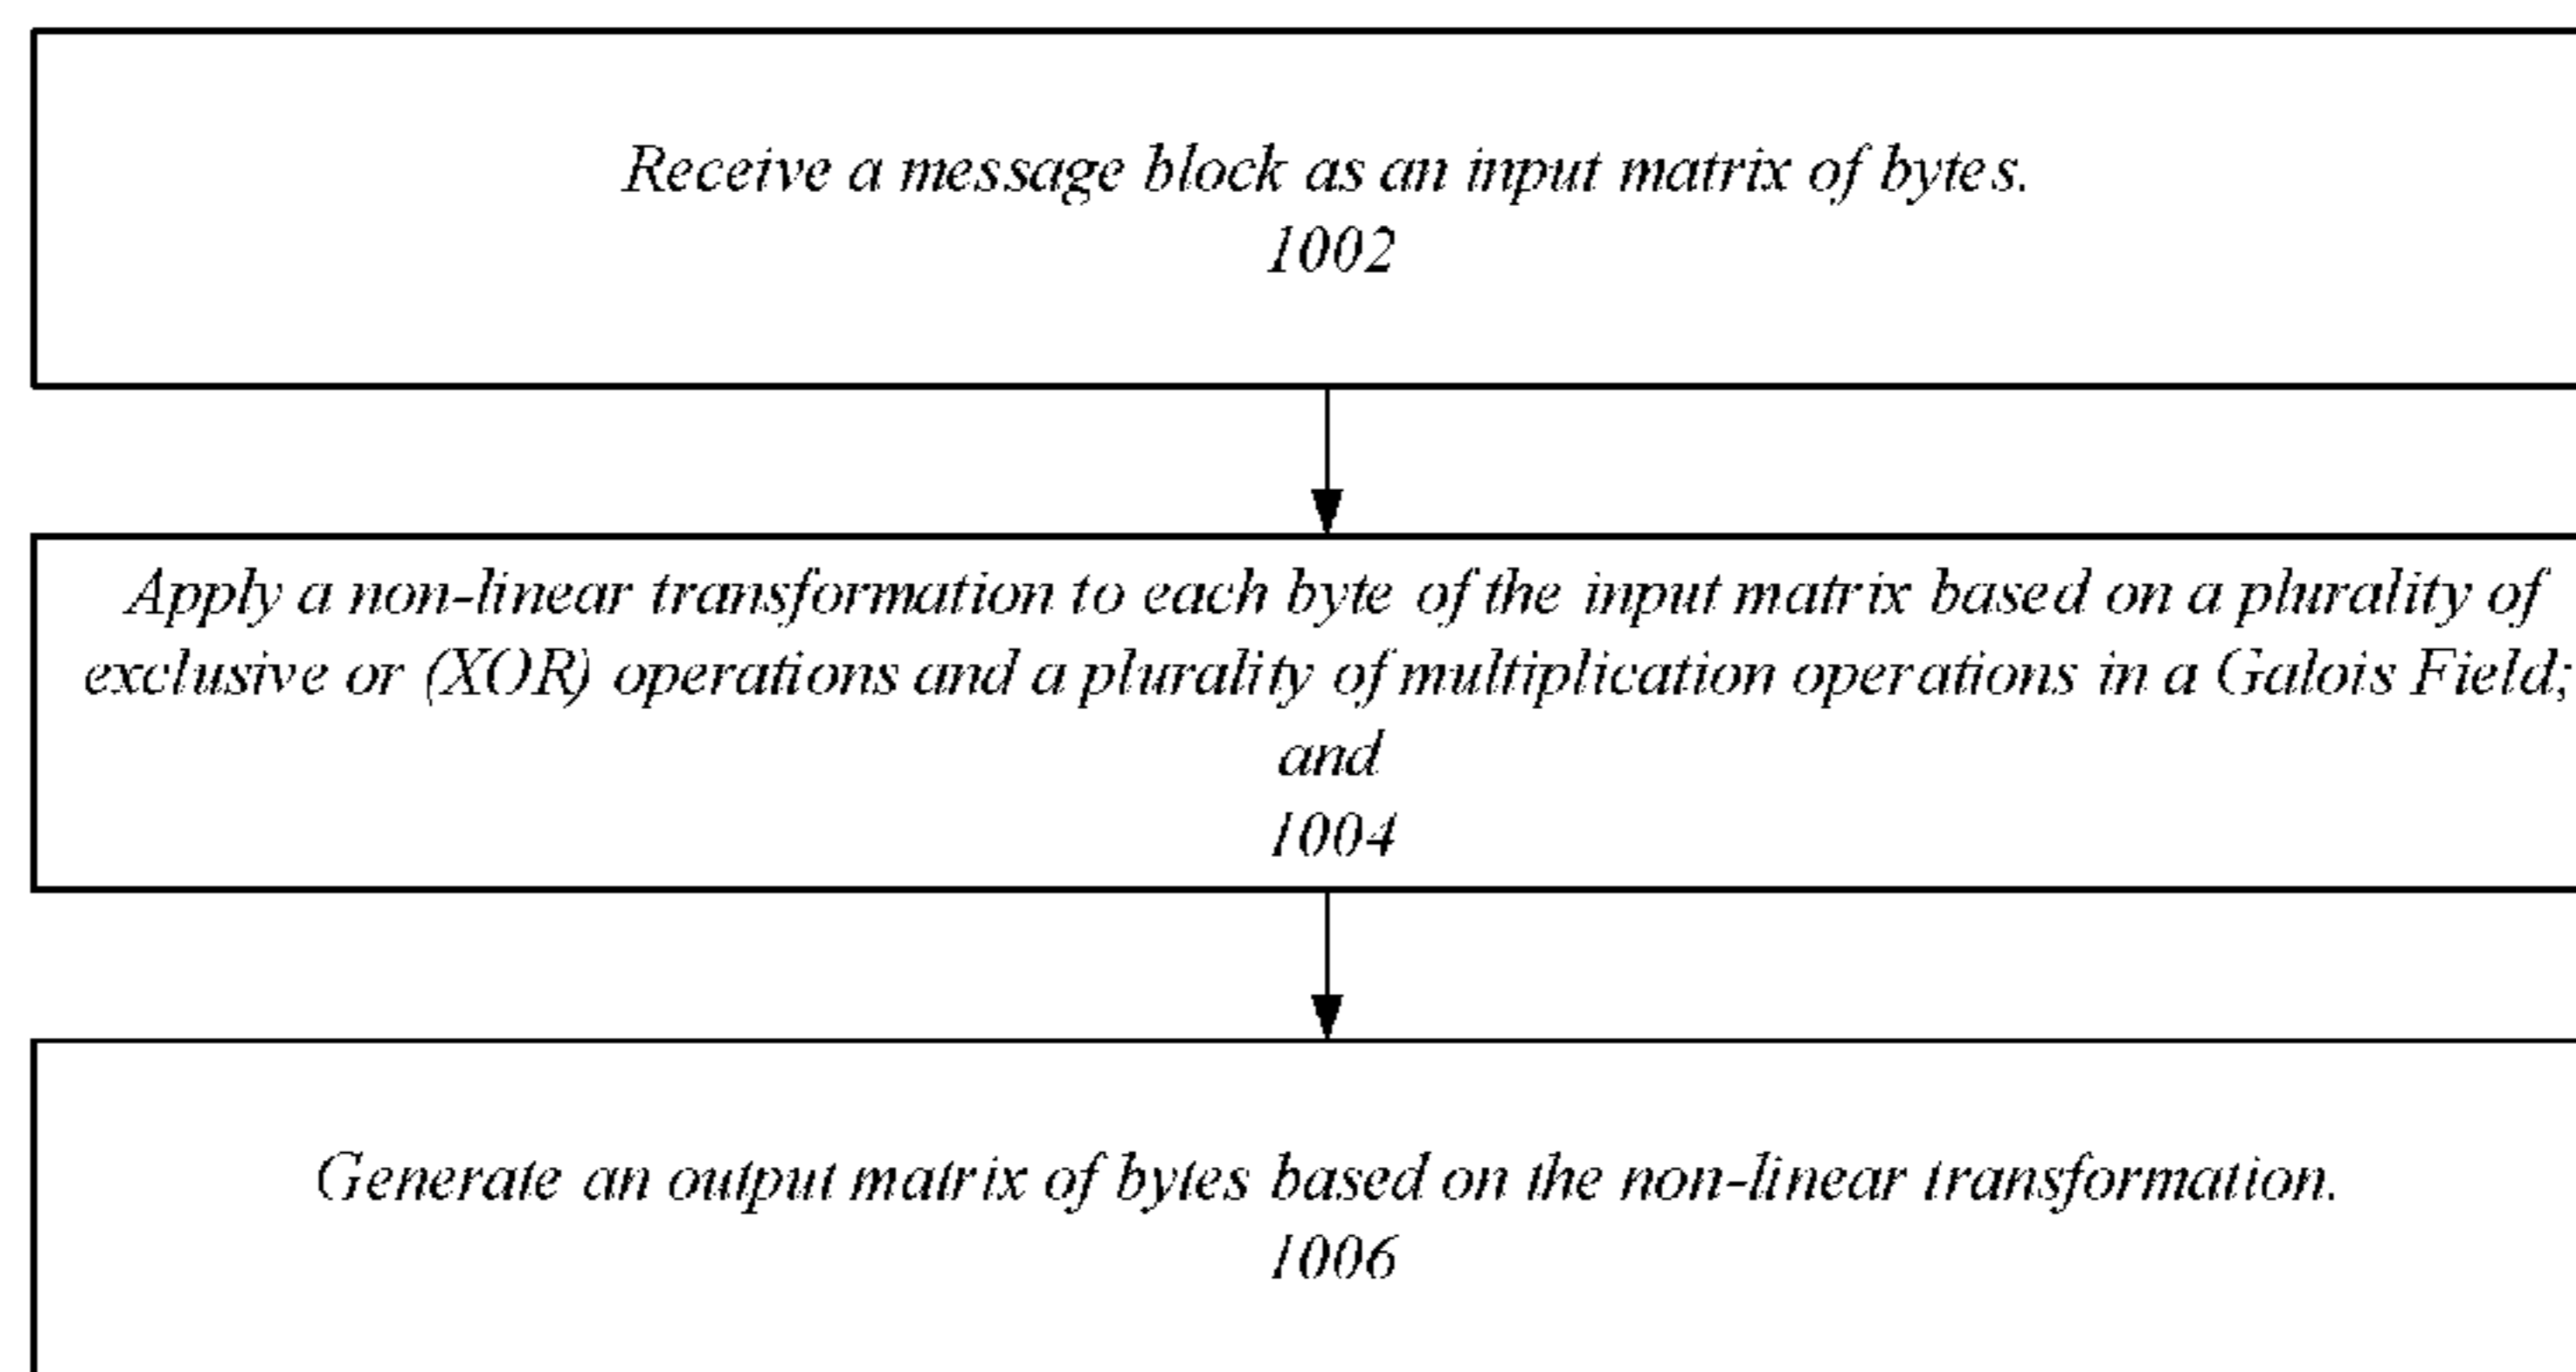 Receive a message block as an input matrix of bytes.
1002
Apply a non-linear transformation to each byte of the input matrix based on a plurality of
exclusive or (XOR) operations and a plurality of multiplication operations in a Galois Field;
and
1004
Generate an output matrix of bytes based on the non-linear transformation.
1006